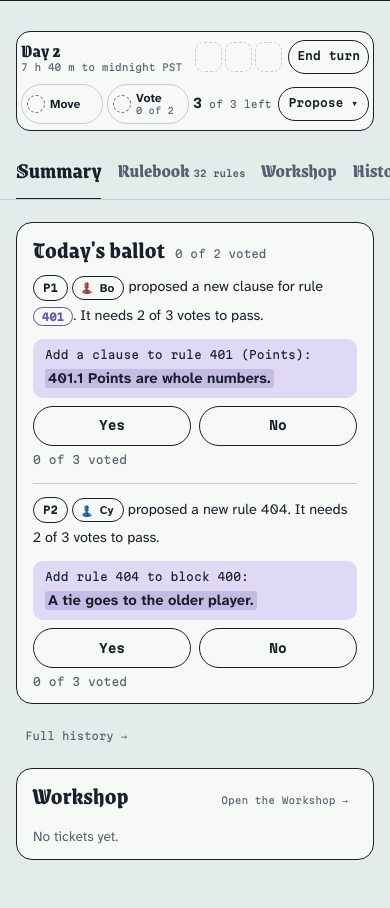 Day 2
7 h 40 m to midnight PST
End turn
Move
Vote
0 of 2
3 of 3 left
Propose ▾
Summary
Rulebook 32 rules
Workshop
Histo
Today's ballot 0 of 2 voted
P1 Bo proposed a new clause for rule
401. It needs 2 of 3 votes to pass.
Add a clause to rule 401 (Points):
401.1 Points are whole numbers.
Yes No
0 of 3 voted
P2 Cy proposed a new rule 404. It needs
2 of 3 votes to pass.
Add rule 404 to block 400:
A tie goes to the older player.
Yes No
0 of 3 voted
Full history →
Workshop Open the Workshop →
No tickets yet.